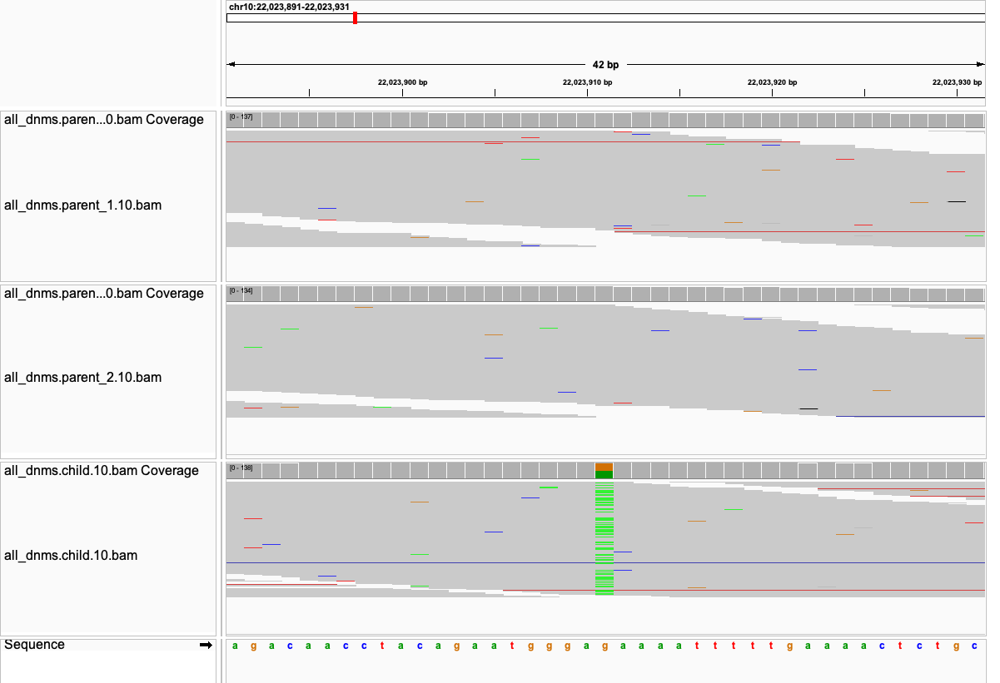 chr10:22,023,891-22,023,931
42 bp
22,023,900 bp 22,023,910 bp 22,023,920 bp 22,023,930 bp
all_dnms.paren...0.bam Coverage [0 - 137]
all_dnms.parent_1.10.bam
all_dnms.paren...0.bam Coverage [0 - 134]
all_dnms.parent_2.10.bam
all_dnms.child.10.bam Coverage [0 - 138]
all_dnms.child.10.bam
Sequence a g a c a a c c t a c a g a a t g g g a g a a a a t t t t t g a a a a c t c t g c